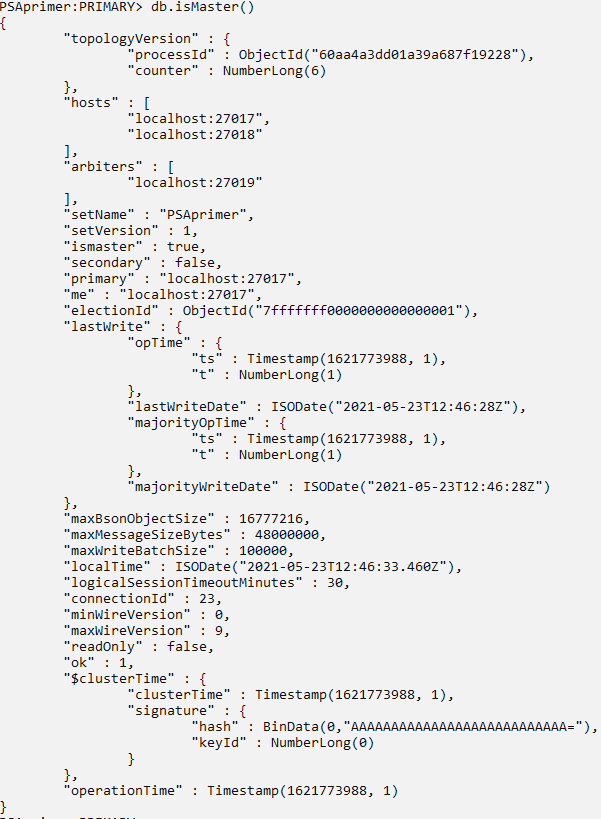 PSAprimer:PRIMARY> db.isMaster()
{
        "topologyVersion" : {
                "processId" : ObjectId("60aa4a3dd01a39a687f19228"),
                "counter" : NumberLong(6)
        },
        "hosts" : [
                "localhost:27017",
                "localhost:27018"
        ],
        "arbiters" : [
                "localhost:27019"
        ],
        "setName" : "PSAprimer",
        "setVersion" : 1,
        "ismaster" : true,
        "secondary" : false,
        "primary" : "localhost:27017",
        "me" : "localhost:27017",
        "electionId" : ObjectId("7fffffff0000000000000001"),
        "lastWrite" : {
                "opTime" : {
                        "ts" : Timestamp(1621773988, 1),
                        "t" : NumberLong(1)
                },
                "lastWriteDate" : ISODate("2021-05-23T12:46:28Z"),
                "majorityOpTime" : {
                        "ts" : Timestamp(1621773988, 1),
                        "t" : NumberLong(1)
                },
                "majorityWriteDate" : ISODate("2021-05-23T12:46:28Z")
        },
        "maxBsonObjectSize" : 16777216,
        "maxMessageSizeBytes" : 48000000,
        "maxWriteBatchSize" : 100000,
        "localTime" : ISODate("2021-05-23T12:46:33.460Z"),
        "logicalSessionTimeoutMinutes" : 30,
        "connectionId" : 23,
        "minWireVersion" : 0,
        "maxWireVersion" : 9,
        "readOnly" : false,
        "ok" : 1,
        "$clusterTime" : {
                "clusterTime" : Timestamp(1621773988, 1),
                "signature" : {
                        "hash" : BinData(0,"AAAAAAAAAAAAAAAAAAAAAAAAAAA="),
                        "keyId" : NumberLong(0)
                }
        },
        "operationTime" : Timestamp(1621773988, 1)
}